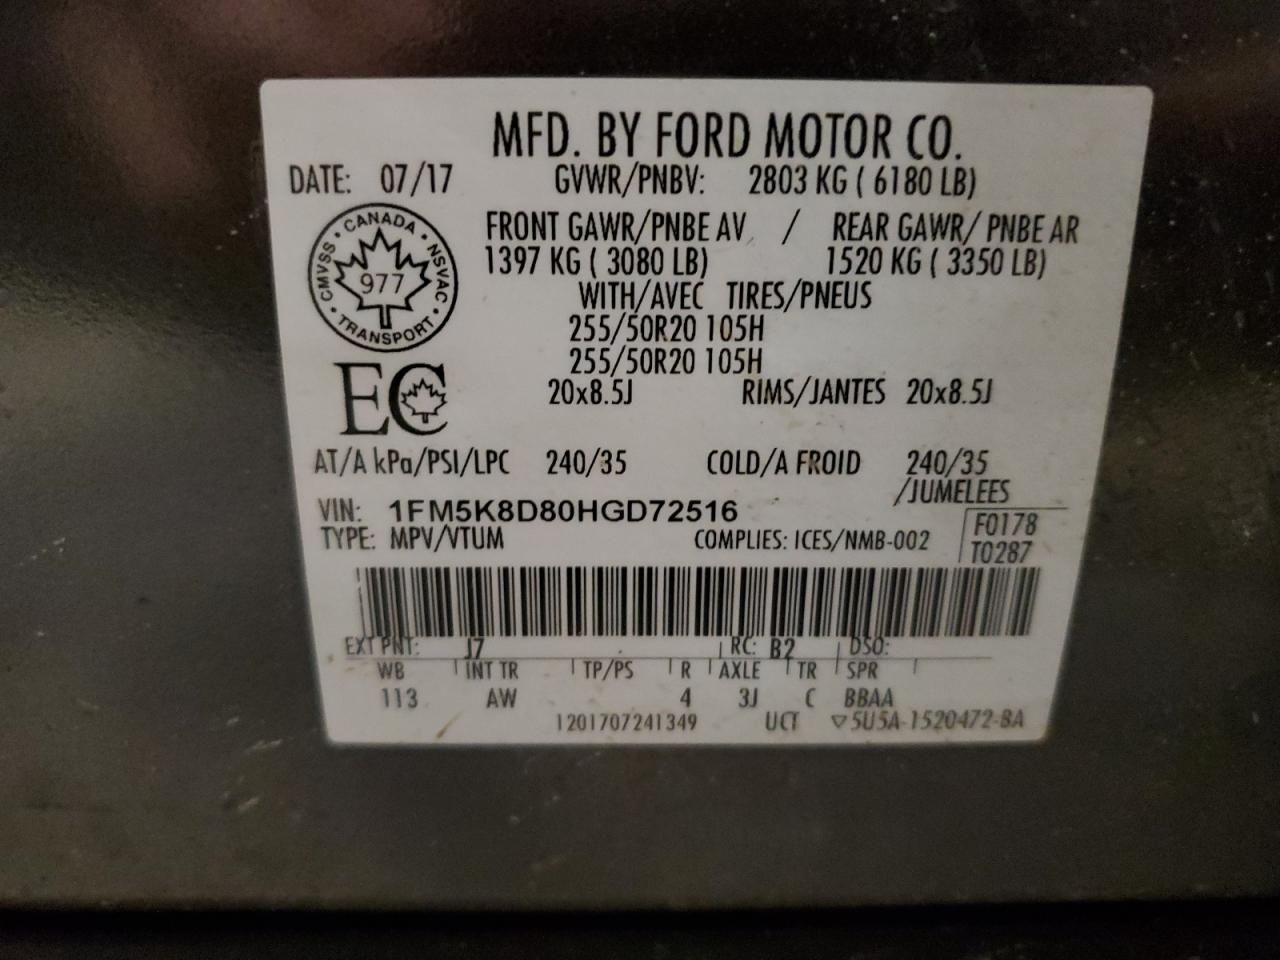 MFD. BY FORD MOTOR CO.
DATE: 07/17 GVWR/PNBV: 2803 KG ( 6180 LB)
FRONT GAWR/PNBE AV / REAR GAWR/ PNBE AR
1397 KG ( 3080 LB) 1520 KG ( 3350 LB)
WITH/AVEC TIRES/PNEUS
255/50R20 105H
255/50R20 105H
20x8.5J RIMS/JANTES 20x8.5J
CANADA • NSVAC • TRANSPORT • CMVSS •
977
EC
AT/A kPa/PSI/LPC 240/35 COLD/A FROID 240/35
/JUMELEES
VIN: 1FM5K8D80HGD72516
F0178
TYPE: MPV/VTUM COMPLIES: ICES/NMB-002
T0287
EXT PNT: J7 RC: B2 DSO:
WB INT TR TP/PS R AXLE TR SPR
113 AW 4 3J C BBAA
1201707241349 UCT ▽5U5A-1520472-BA